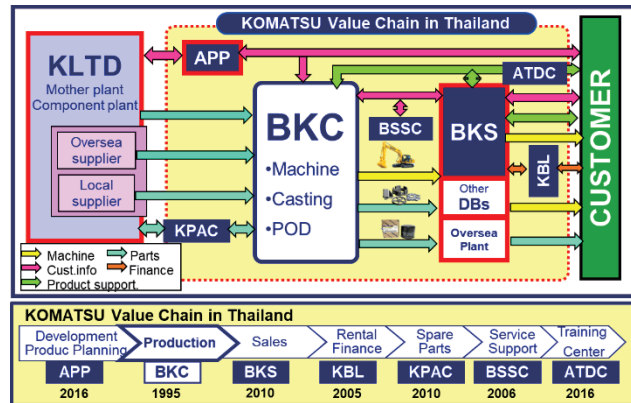 KOMATSU Value Chain in Thailand
KLTD
Mother plant
Component plant
Oversea
supplier
Local
supplier
APP
BKC
•Machine
•Casting
•POD
KPAC
BSSC
ATDC
BKS
Other
DBs
Oversea
Plant
KBL
CUSTOMER
Machine
Parts
Cust.info
Finance
Product support.
KOMATSU Value Chain in Thailand
Development
Produc Planning
Production
Sales
Rental
Finance
Spare
Parts
Service
Support
Training
Center
APP
BKC
BKS
KBL
KPAC
BSSC
ATDC
2016
1995
2010
2005
2010
2006
2016